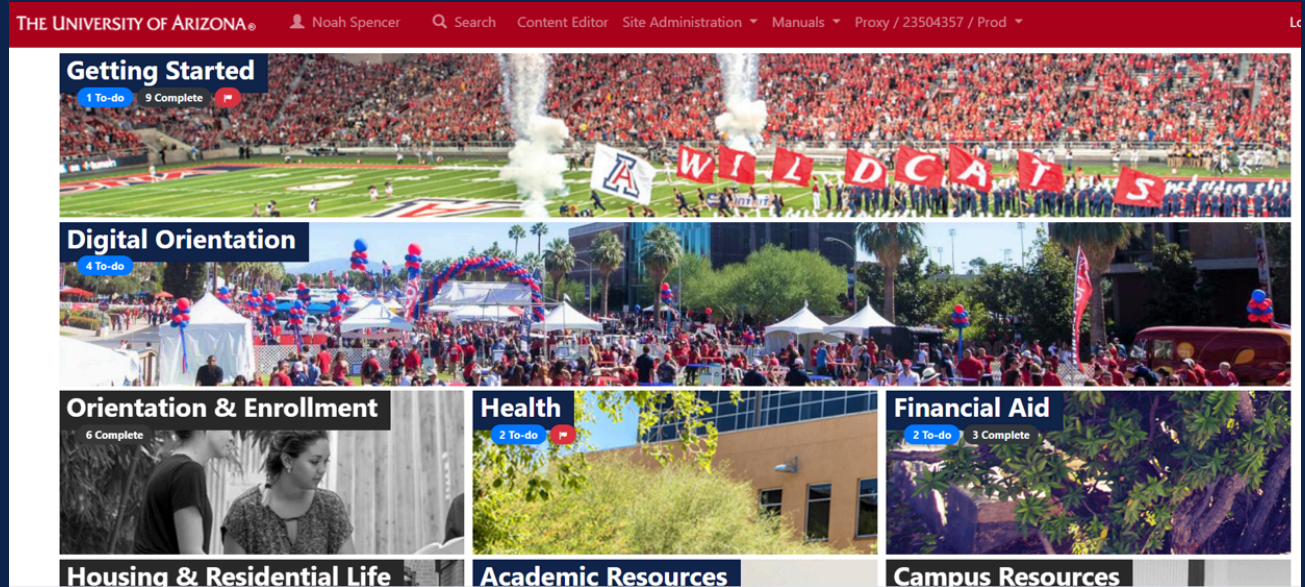 THE UNIVERSITY OF ARIZONA® Noah Spencer Search Content Editor Site Administration Manuals Proxy / 23504357 / Prod Lo
Getting Started
1 To-do 9 Complete
A WILDCATS
Digital Orientation
4 To-do
Orientation & Enrollment Health Financial Aid
6 Complete 2 To-do 2 To-do 3 Complete
Housing & Residential Life Academic Resources Campus Resources